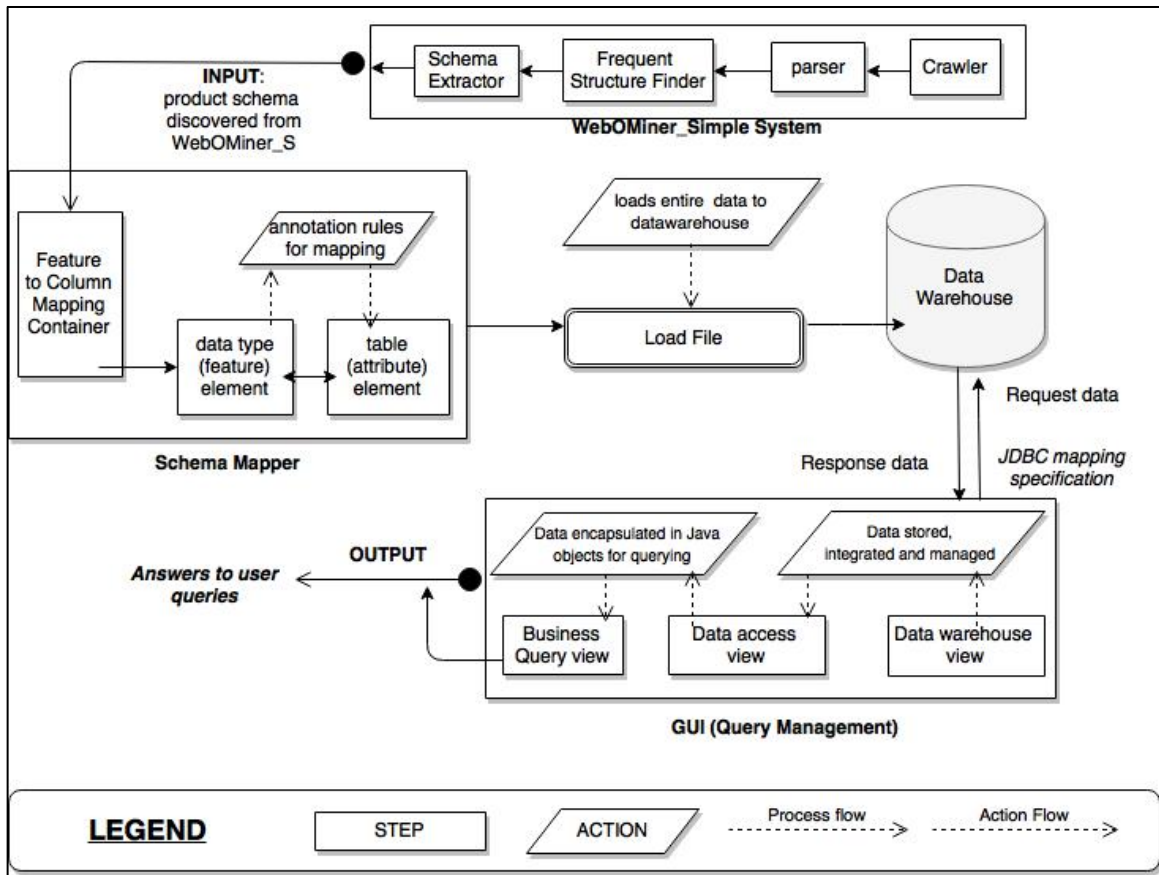 Schema
Extractor
Frequent
Structure Finder
parser
Crawler
WebOMiner_Simple System
INPUT:
product schema
discovered from
WebOMiner_S
Feature
to Column
Mapping
Container
annotation rules
for mapping
data type
(feature)
element
table
(attribute)
element
Schema Mapper
loads entire data to
datawarehouse
Load File
Data
Warehouse
Request data
Response data
JDBC mapping
specification
Data encapsulated in Java
objects for querying
Data stored,
integrated and managed
OUTPUT
Answers to user
queries
Business
Query view
Data access
view
Data warehouse
view
GUI (Query Management)
LEGEND
STEP
ACTION
Process flow
Action Flow